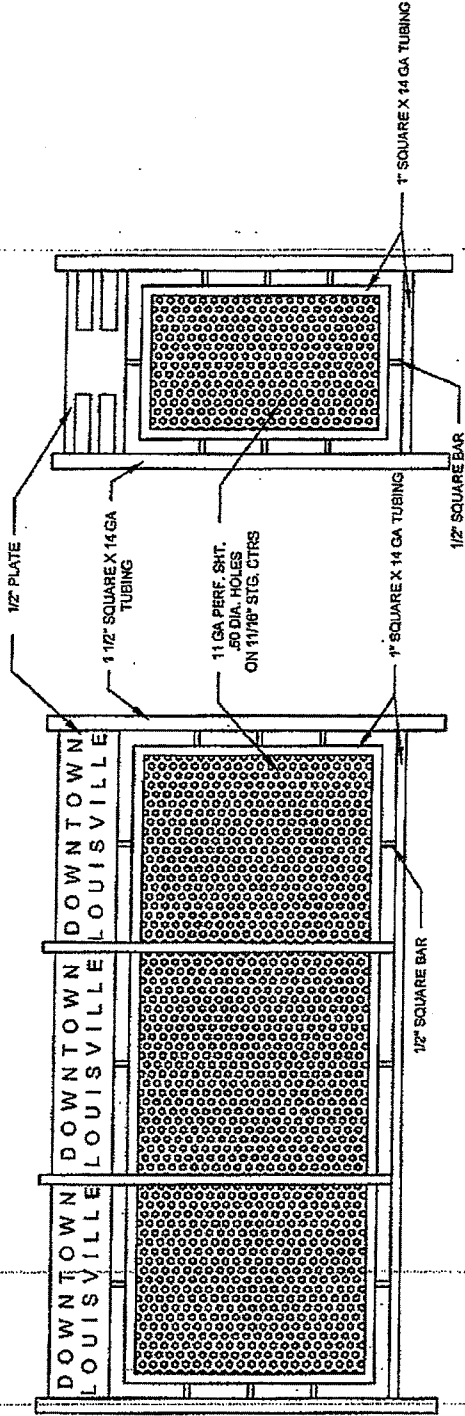 DOWNTOWN DOWNTOWN DOWNTOWN
LOUISVILLE LOUISVILLE LOUISVILLE
1/2" PLATE
1 1/2" SQUARE X 14 GA
TUBING
11 GA PERF. SHT.
.50 DIA. HOLES
ON 11/16" STG. CTRS
1" SQUARE X 14 GA TUBING
1/2" SQUARE BAR
1" SQUARE X 14 GA TUBING
1/2" SQUARE BAR